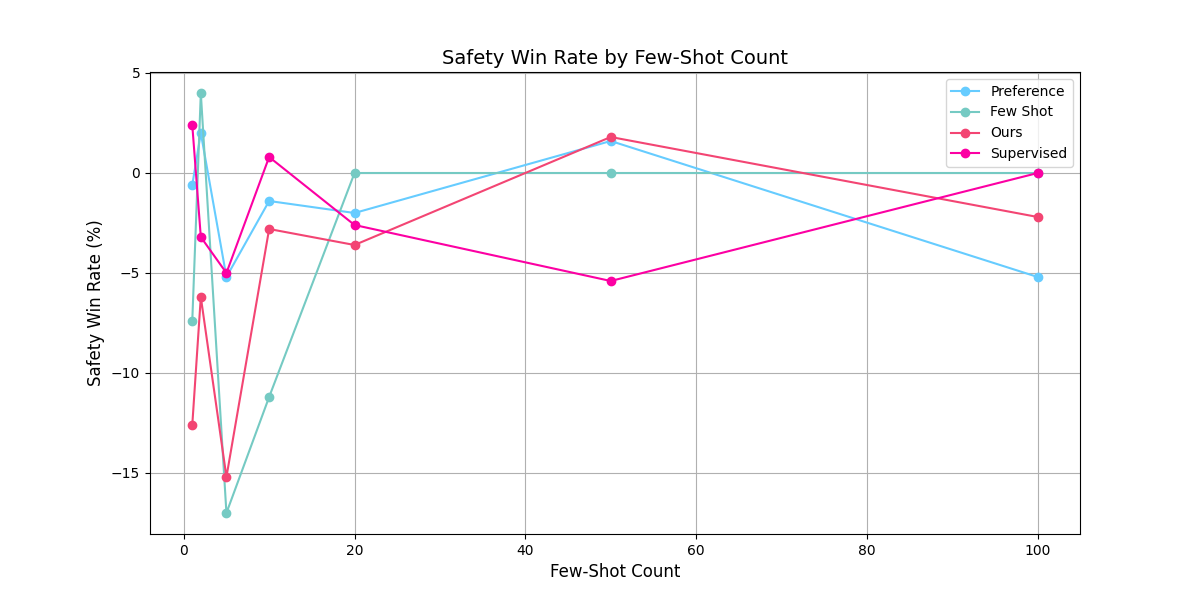 Safety Win Rate by Few-Shot Count
Safety Win Rate (%)
5
0
−5
−10
−15
Preference
Few Shot
Ours
Supervised
0 20 40 60 80 100
Few-Shot Count